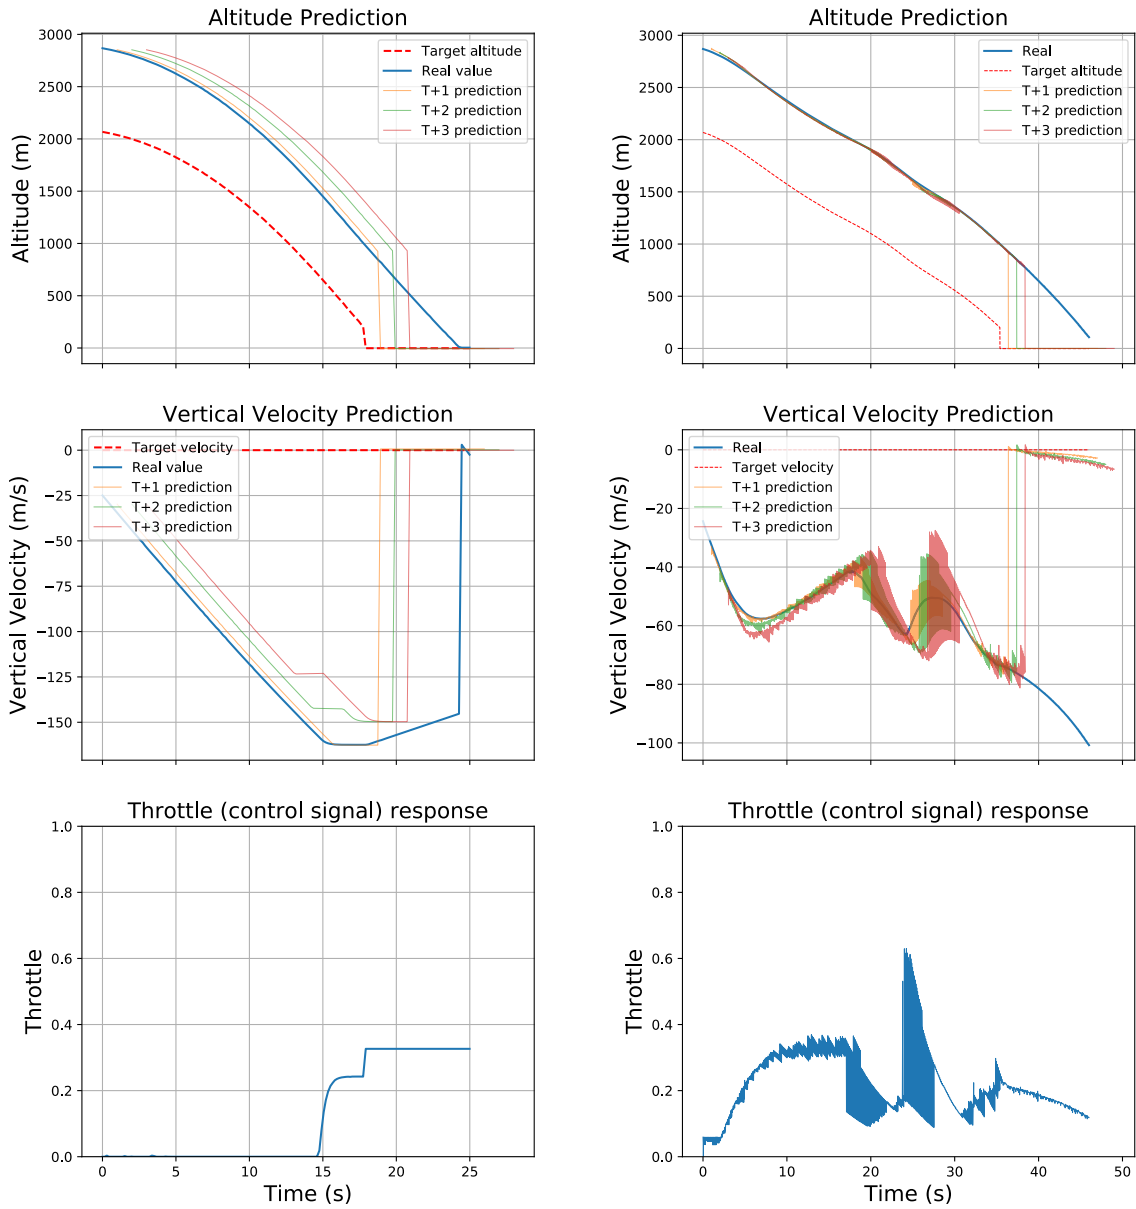 Altitude Prediction
Altitude (m)
3000
2500
2000
1500
1000
500
0
Target altitude
Real value
T+1 prediction
T+2 prediction
T+3 prediction
Altitude Prediction
Altitude (m)
3000
2500
2000
1500
1000
500
0
Real
Target altitude
T+1 prediction
T+2 prediction
T+3 prediction
Vertical Velocity Prediction
Vertical Velocity (m/s)
0
−25
−50
−75
−100
−125
−150
Target velocity
Real value
T+1 prediction
T+2 prediction
T+3 prediction
Vertical Velocity Prediction
Vertical Velocity (m/s)
0
−20
−40
−60
−80
−100
Real
Target velocity
T+1 prediction
T+2 prediction
T+3 prediction
Throttle (control signal) response
Throttle
1.0
0.8
0.6
0.4
0.2
0.0
0 5 10 15 20 25
Time (s)
Throttle (control signal) response
Throttle
1.0
0.8
0.6
0.4
0.2
0.0
0 10 20 30 40 50
Time (s)